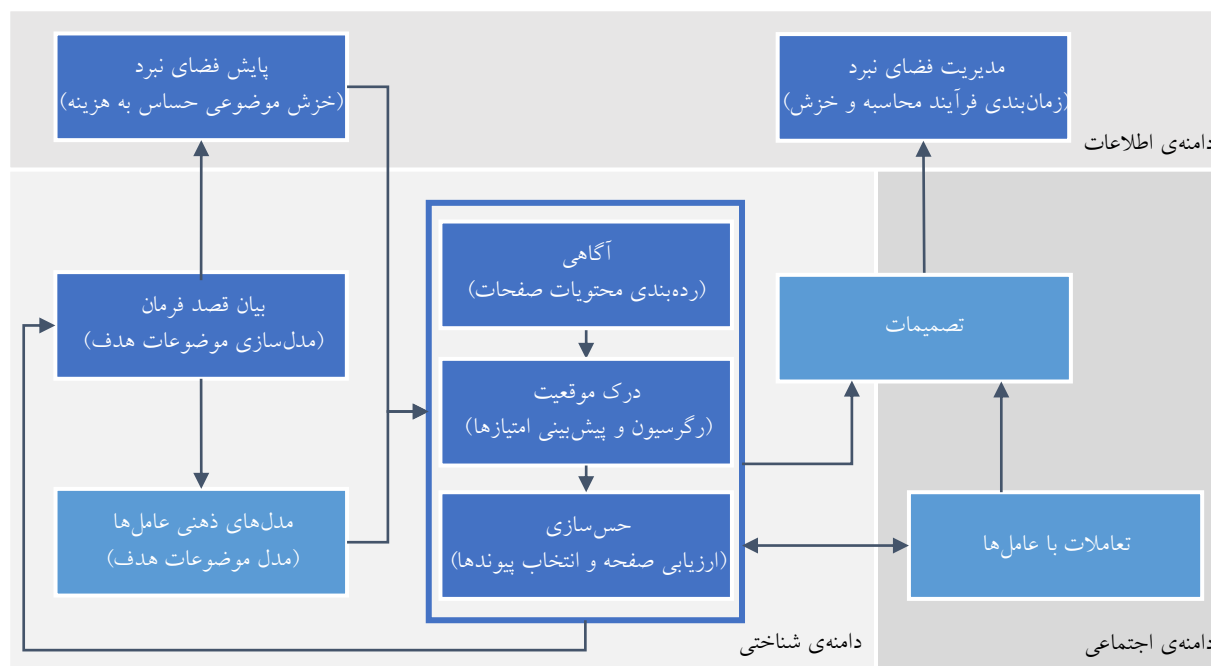 مدیریت فضای نبرد
(زمان‌بندی فرآیند محاسبه و خزش)
پایش فضای نبرد
(خزش موضوعی حساس به هزینه)
دامنه‌ی اطلاعات
آگاهی
(رده‌بندی محتویات صفحات)
بیان قصد فرمان
(مدل‌سازی موضوعات هدف)
تصمیمات
درک موقعیت
(رگرسیون و پیش‌بینی امتیازها)
حس‌سازی
(ارزیابی صفحه و انتخاب پیوندها)
مدل‌های ذهنی عامل‌ها
(مدل موضوعات هدف)
تعاملات با عامل‌ها
دامنه‌ی اجتماعی
دامنه‌ی شناختی